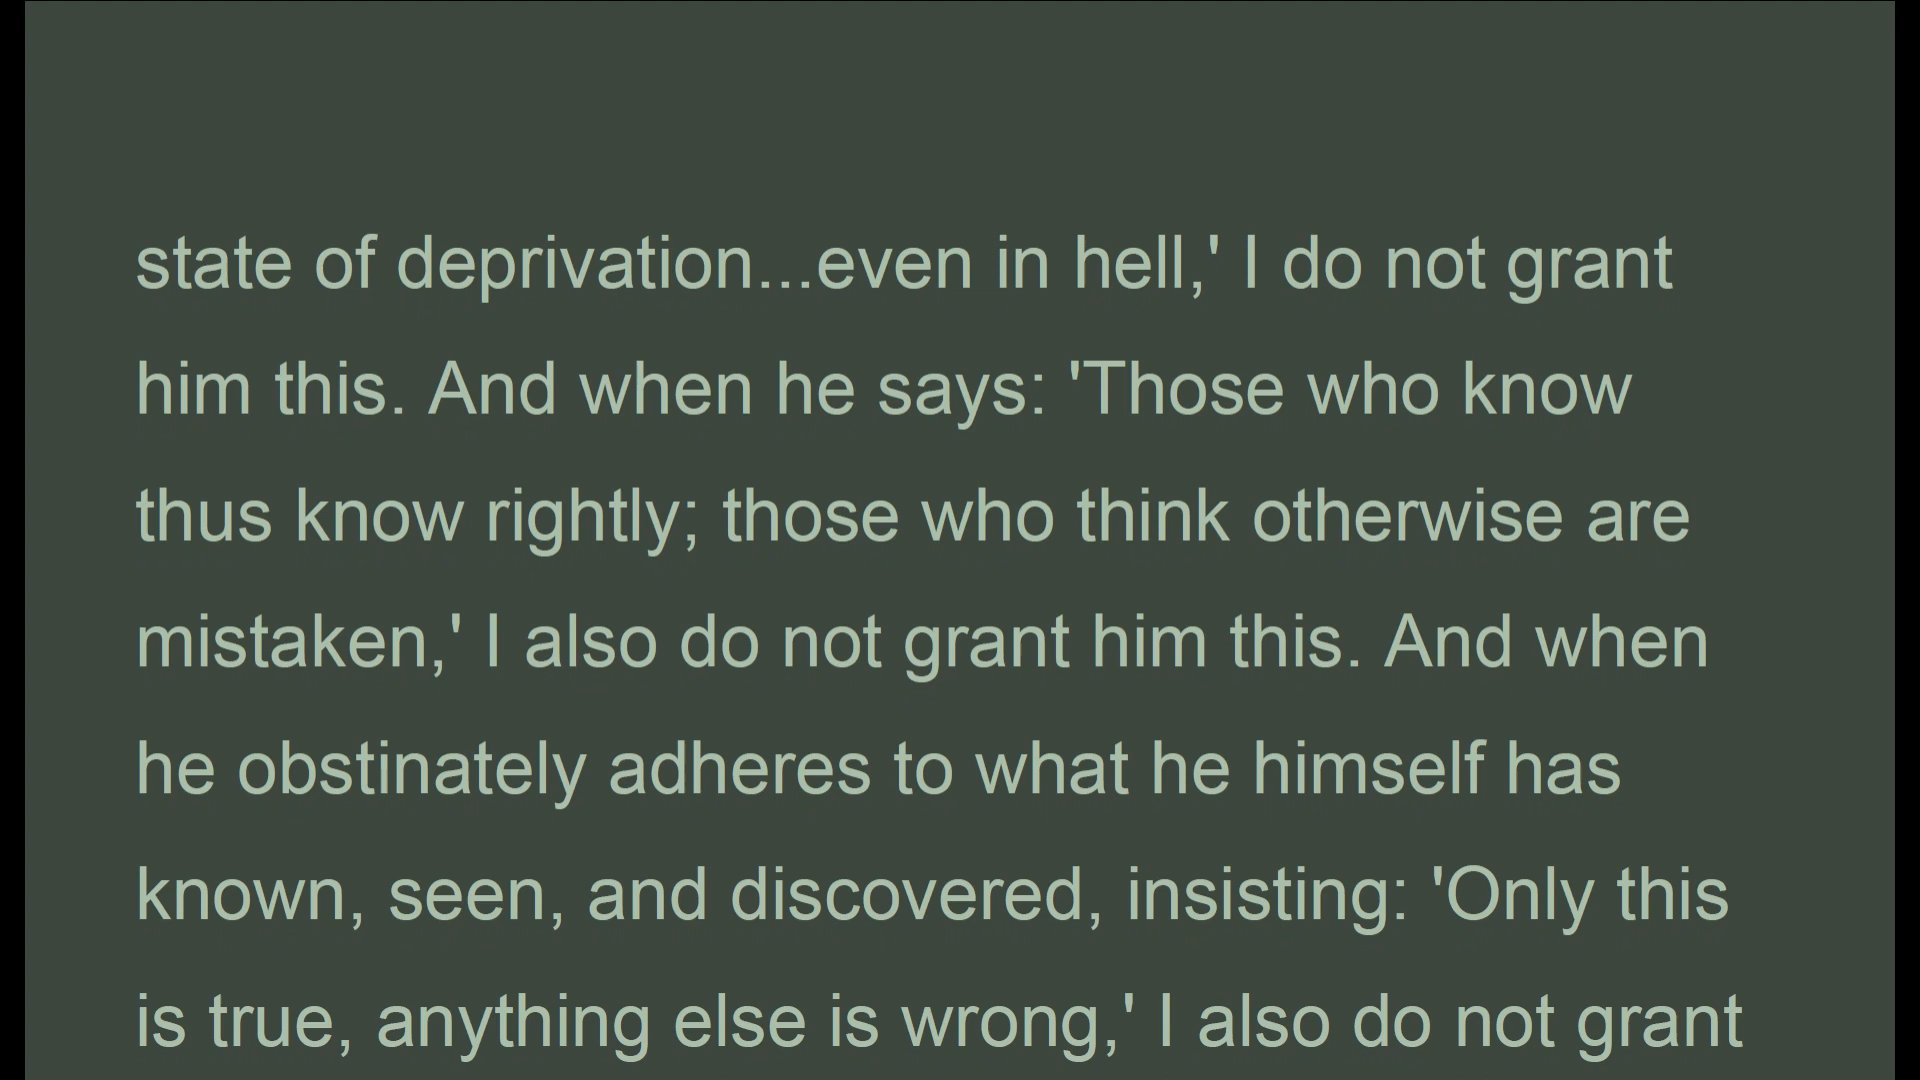 state of deprivation...even in hell,' I do not grant
him this. And when he says: 'Those who know
thus know rightly; those who think otherwise are
mistaken,' I also do not grant him this. And when
he obstinately adheres to what he himself has
known, seen, and discovered, insisting: 'Only this
is true, anything else is wrong,' I also do not grant